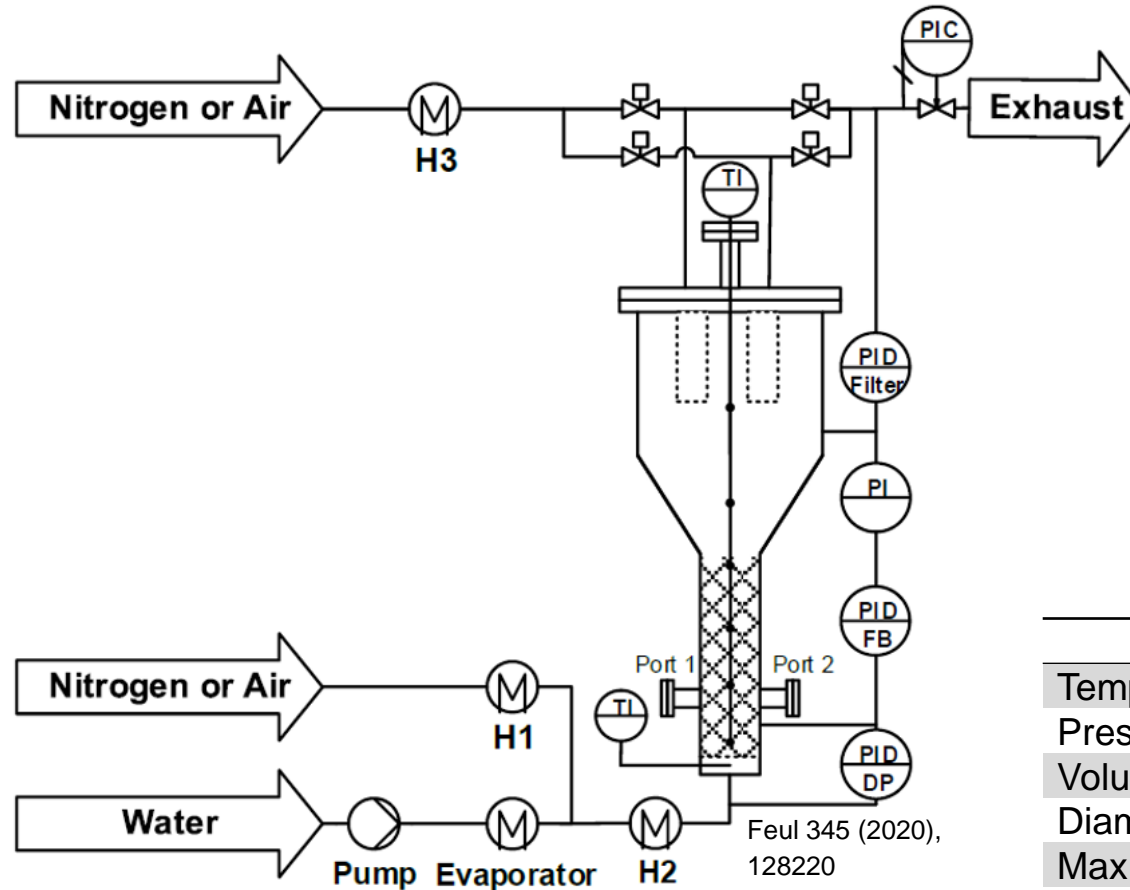 PIC
Nitrogen or Air
Exhaust
H3
TI
PID
Filter
PI
PID
FB
Port 1
Port 2
Nitrogen or Air
TI
H1
PID
DP
Water
Pump
Evaporator
H2
Feul 345 (2020),
128220
Temp
Pres
Volu
Diam
Max